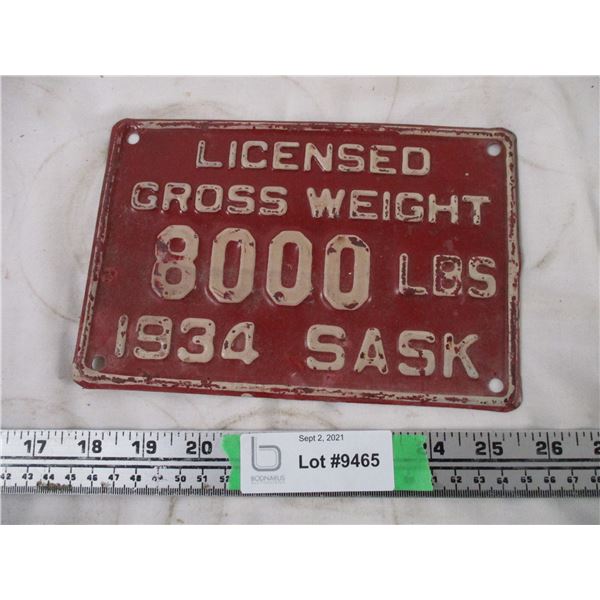 LICENSED
GROSS WEIGHT
8000 LBS
1934 SASK
17 18 19 20 24 25 26
Sept 2, 2021
Lot #9465
BODNARUS